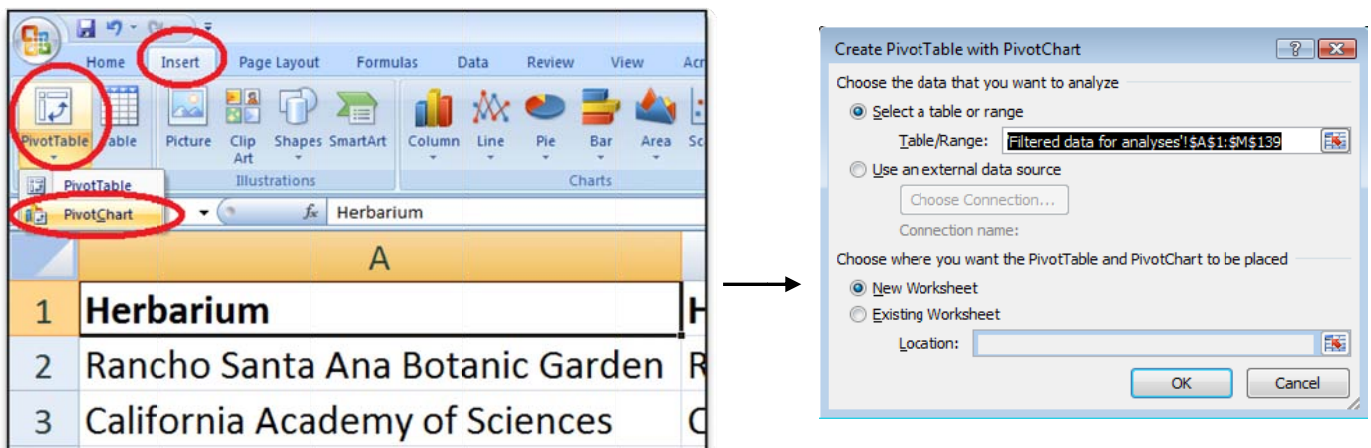 Home Insert Page Layout Formulas Data Review View Acr
PivotTable Table Picture Clip Art Shapes SmartArt Column Line Pie Bar Area Sc
PivotTable Illustrations Charts
PivotChart fx Herbarium
A
1 Herbarium H
2 Rancho Santa Ana Botanic Garden R
3 California Academy of Sciences C
Create PivotTable with PivotChart
Choose the data that you want to analyze
Select a table or range
Table/Range: 'Filtered data for analyses'!$A$1:$M$139
Use an external data source
Choose Connection...
Connection name:
Choose where you want the PivotTable and PivotChart to be placed
New Worksheet
Existing Worksheet
Location:
OK Cancel